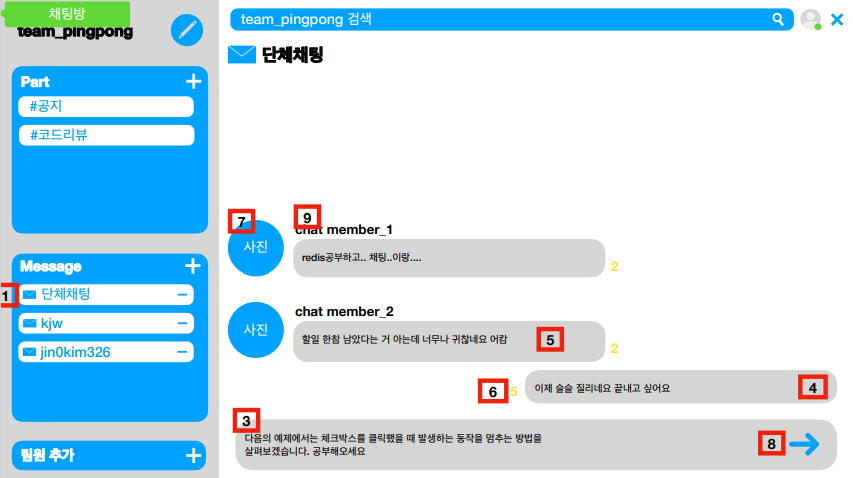 채팅방
team_pingpong
Part
#공지
#코드리뷰
Message
1
단체채팅
kjw
jin0kim326
팀원 추가
team_pingpong 검색
단체채팅
7
사진
9
chat member_1
redis공부하고.. 채팅..이랑....
2
사진
chat member_2
할일 한참 남았다는 거 아는데 너무나 귀찮네요 어캄
5
2
6
5
이제 슬슬 질리네요 끝내고 싶어요
4
3
다음의 예제에서는 체크박스를 클릭했을 때 발생하는 동작을 멈추는 방법을
살펴보겠습니다. 공부해오세요
8